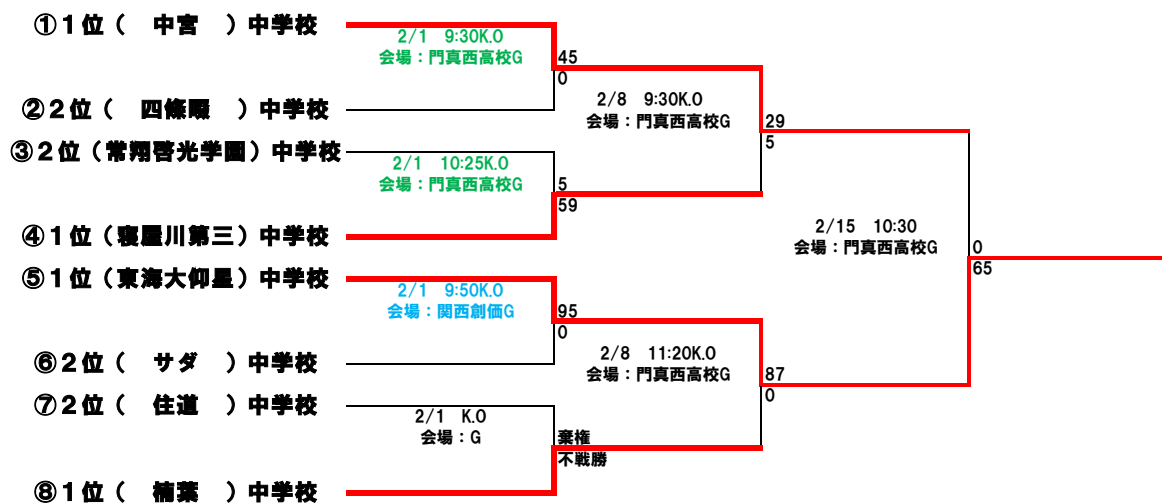 ①１位（　中宮　）中学校
2/1　9:30K.O
会場：門真西高校G
45
0
2/8　9:30K.O
会場：門真西高校G
②２位（　四條畷　）中学校
29
5
③２位（常翔啓光学園）中学校
2/1　10:25K.O
会場：門真西高校G
5
59
2/15　10:30
会場：門真西高校G
④１位（寝屋川第三）中学校
0
65
⑤１位（東海大仰星）中学校
2/1　9:50K.O
会場：関西創価G
95
0
2/8　11:20K.O
会場：門真西高校G
⑥２位（　サダ　）中学校
87
0
⑦２位（　住道　）中学校
2/1　K.O
会場：G
棄権
不戦勝
⑧１位（　楠葉　）中学校